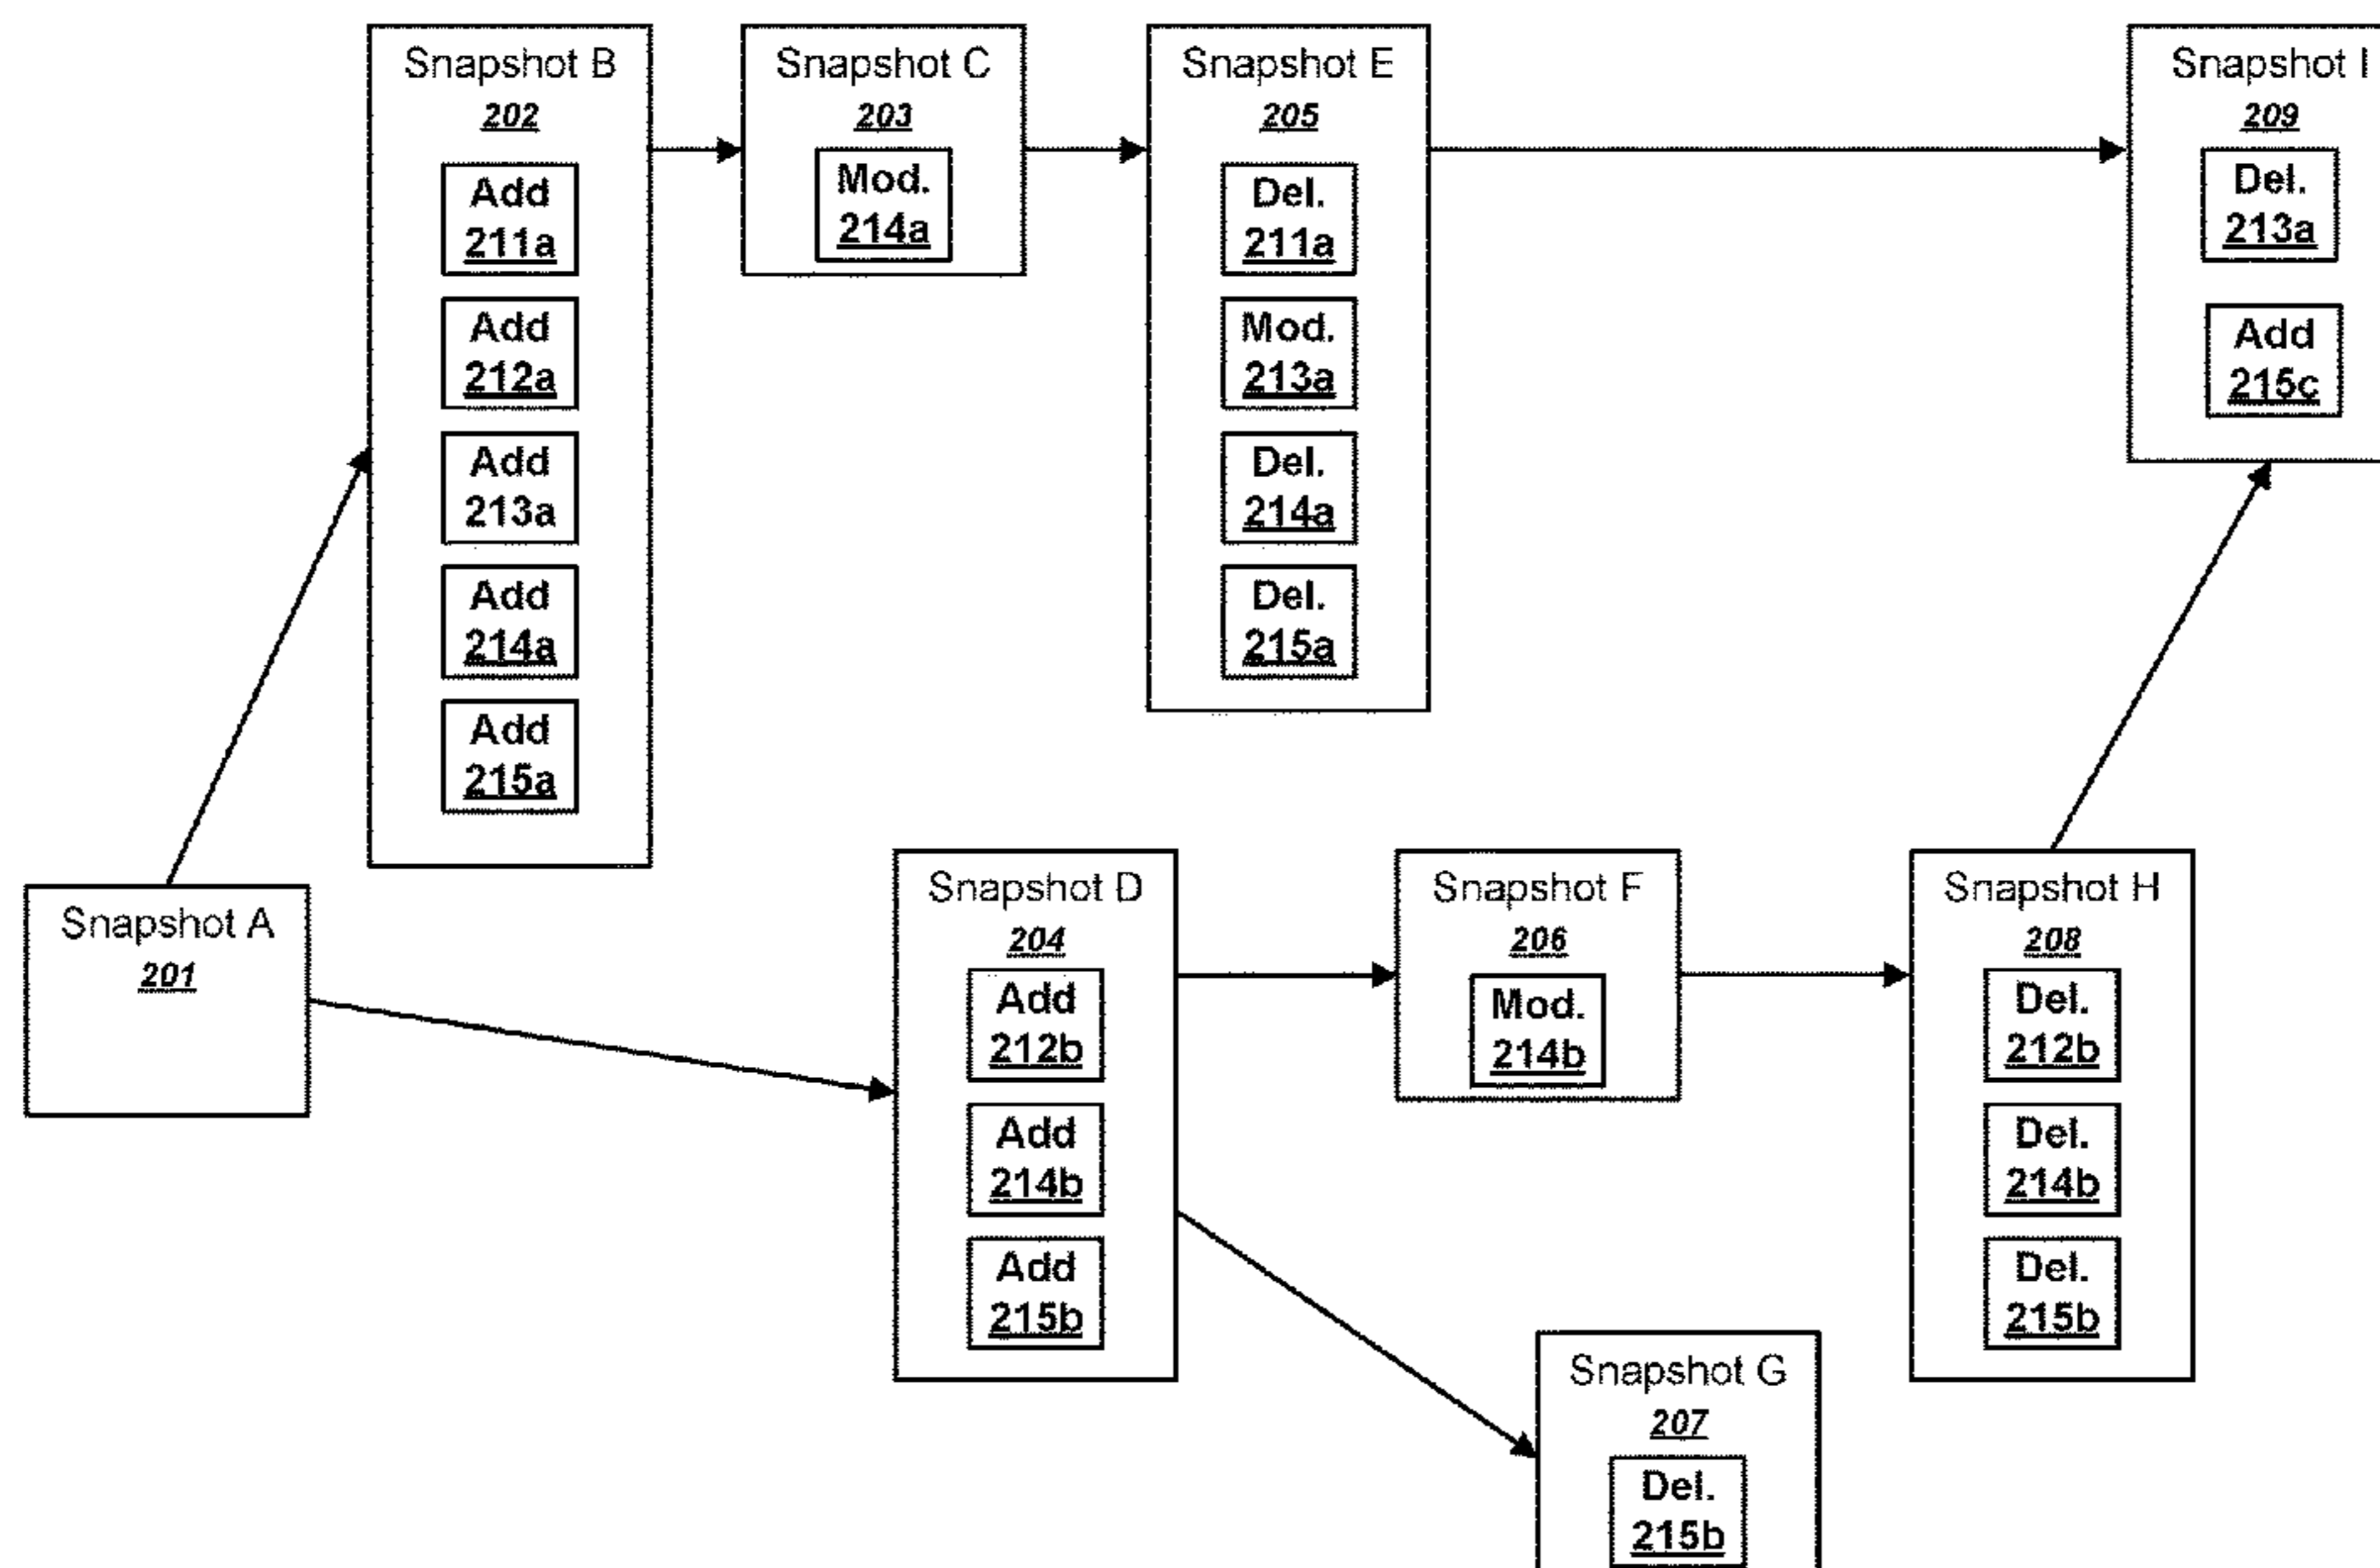 Snapshot B
202
Add
211a
Add
212a
Add
213a
Add
214a
Add
215a
Snapshot C
203
Mod.
214a
Snapshot E
205
Del.
211a
Mod.
213a
Del.
214a
Del.
215a
Snapshot I
209
Del.
213a
Add
215c
Snapshot A
201
Snapshot D
204
Add
212b
Add
214b
Add
215b
Snapshot F
206
Mod.
214b
Snapshot H
208
Del.
212b
Del.
214b
Del.
215b
Snapshot G
207
Del.
215b